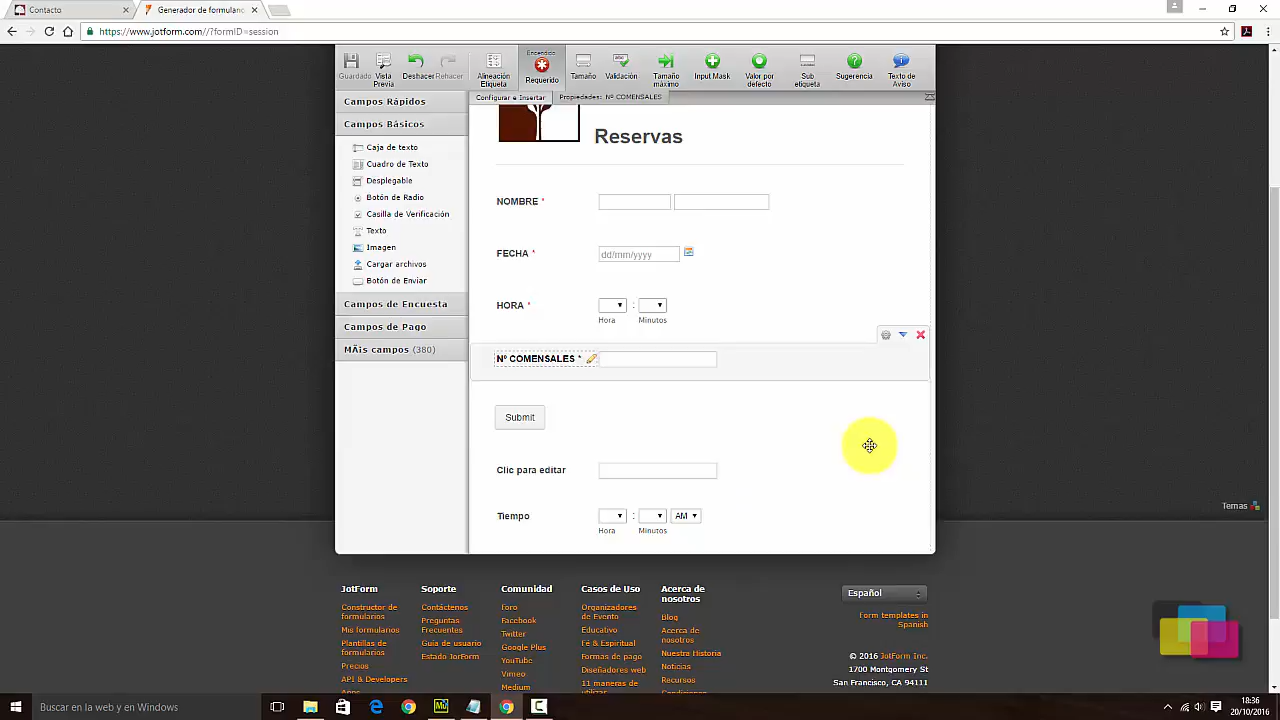 Contacto
Generador de formulario
https://www.jotform.com//?formID=session
Guardado
Vista Previa
Deshacer
Rehacer
Alineación Etiqueta
Encendido
Requerido
Tamaño
Validación
Tamaño máximo
Input Mask
Valor por defecto
Sub etiqueta
Sugerencia
Texto de Aviso
Configurar e Insertar
Propiedades: Nº COMENSALES
Campos Rápidos
Campos Básicos
Caja de texto
Cuadro de Texto
Desplegable
Botón de Radio
Casilla de Verificación
Texto
Imagen
Cargar archivos
Botón de Enviar
Campos de Encuesta
Campos de Pago
MÃ¡s campos (380)
Reservas
NOMBRE *
FECHA *
dd/mm/yyyy
HORA *
:
Hora
Minutos
Nº COMENSALES *
Submit
Clic para editar
Tiempo
: AM
Hora
Minutos
Temas
JotForm
Constructor de formularios
Mis formularios
Plantillas de formularios
Precios
API & Developers
Apps
Soporte
Contáctenos
Preguntas Frecuentes
Guía de usuario
Estado JotForm
Comunidad
Foro
Facebook
Twitter
Google Plus
YouTube
Vimeo
Medium
Casos de Uso
Organizadores de Evento
Educativo
Fé & Espiritual
Formas de pago
Diseñadores web
11 maneras de utilizar
Acerca de nosotros
Blog
Acerca de nosotros
Nuestra Historia
Noticias
Recursos
Condiciones
Español
Form templates in Spanish
© 2016 JotForm Inc.
1700 Montgomery St
San Francisco, CA 94111
Buscar en la web y en Windows
18:36
20/10/2016